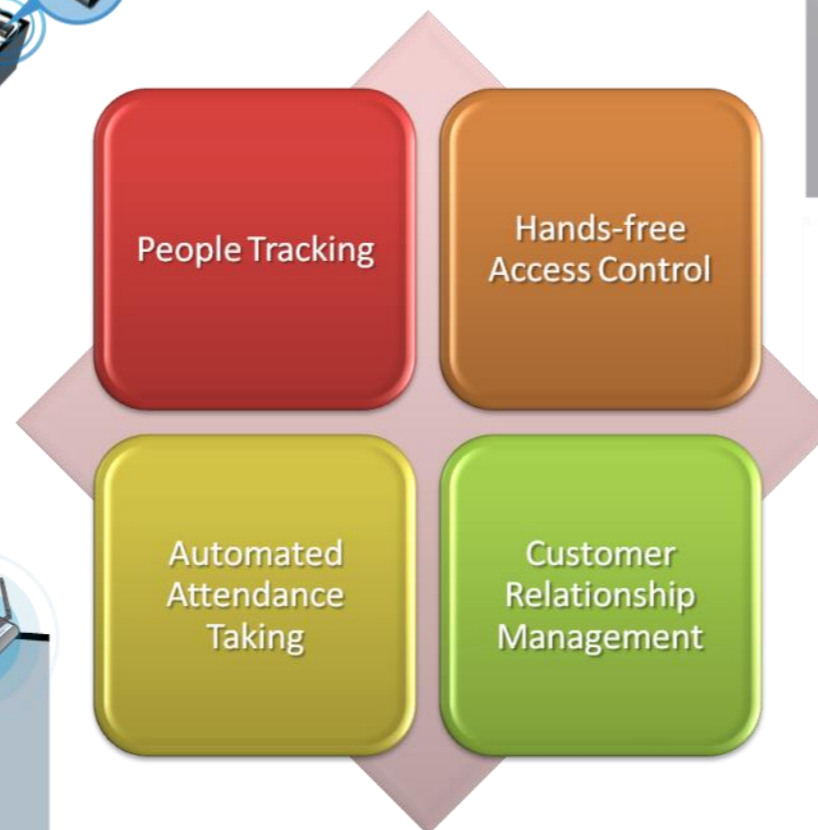 People Tracking
Hands-free
Access Control
Automated
Attendance
Taking
Customer
Relationship
Management